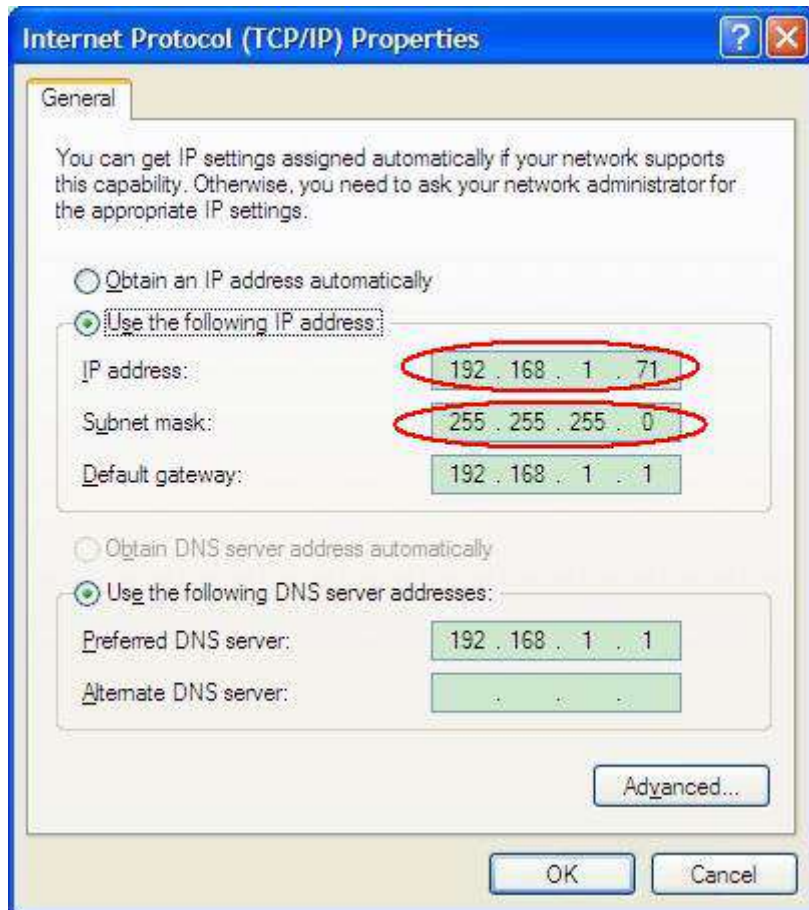 Internet Protocol (TCP/IP) Properties
General
You can get IP settings assigned automatically if your network supports
this capability. Otherwise, you need to ask your network administrator for
the appropriate IP settings.
Obtain an IP address automatically
Use the following IP address:
IP address: 192 . 168 . 1 . 71
Subnet mask: 255 . 255 . 255 . 0
Default gateway: 192 . 168 . 1 . 1
Obtain DNS server address automatically
Use the following DNS server addresses:
Preferred DNS server: 192 . 168 . 1 . 1
Alternate DNS server: . . .
Advanced...
OK Cancel